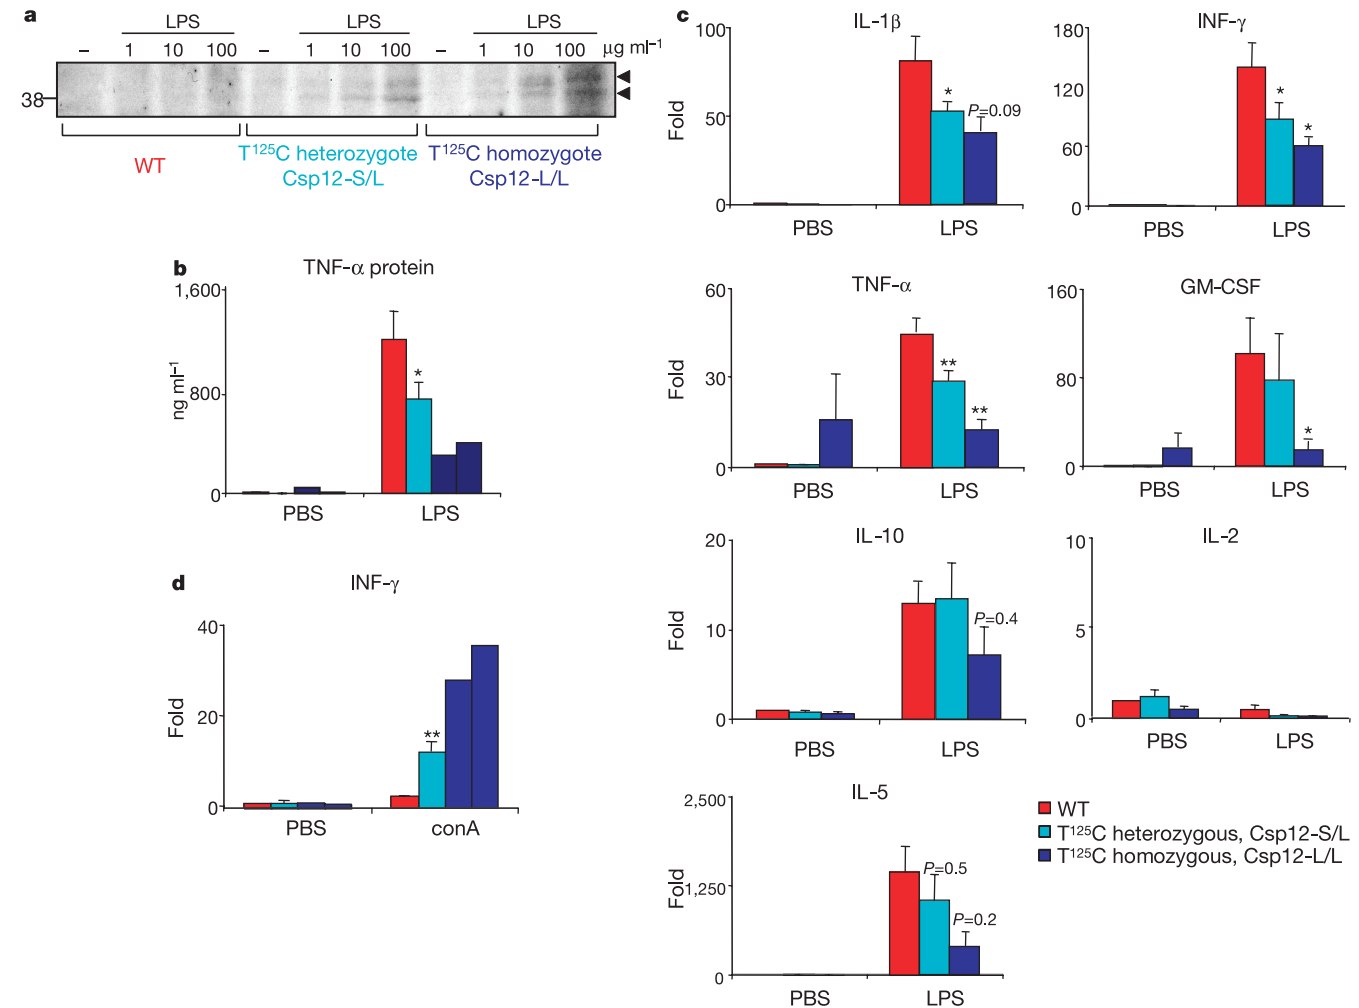 a
LPS LPS LPS
– 1 10 100 – 1 10 100 – 1 10 100 μg ml⁻¹
38
WT
T¹²⁵C heterozygote
Csp12-S/L
T¹²⁵C homozygote
Csp12-L/L
b
TNF-α protein
1,600
800
0
ng ml⁻¹
*
PBS LPS
d
INF-γ
40
20
0
Fold
**
PBS conA
c
IL-1β
100
50
0
Fold
*
P=0.09
PBS LPS
INF-γ
180
120
60
0
*
*
PBS LPS
TNF-α
60
30
0
Fold
**
**
PBS LPS
GM-CSF
160
80
0
*
PBS LPS
IL-10
20
10
0
Fold
P=0.4
PBS LPS
IL-2
10
5
0
PBS LPS
IL-5
2,500
1,250
0
Fold
P=0.5
P=0.2
PBS LPS
WT
T¹²⁵C heterozygous, Csp12-S/L
T¹²⁵C homozygous, Csp12-L/L